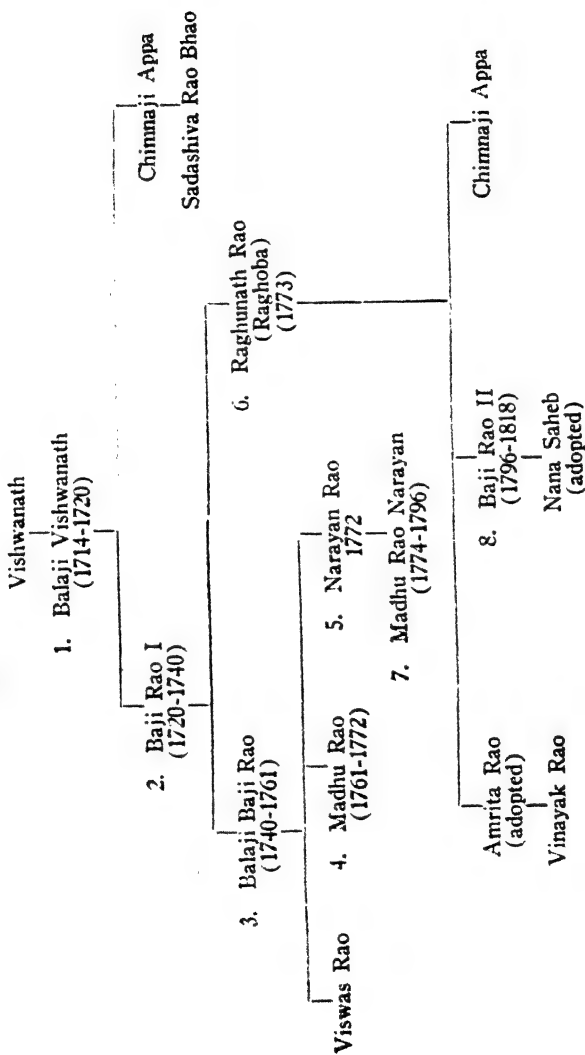 Vishwanath
1. Balaji Vishwanath
(1714-1720)
2. Baji Rao I
(1720-1740)
Chimnaji Appa
Sadashiva Rao Bhao
3. Balaji Baji Rao
(1740-1761)
6. Raghunath Rao
(Raghoba)
(1773)
Viswas Rao
4. Madhu Rao
(1761-1772)
5. Narayan Rao
1772
7. Madhu Rao Narayan
(1774-1796)
Amrita Rao
(adopted)
Vinayak Rao
8. Baji Rao II
(1796-1818)
Nana Saheb
(adopted)
Chimnaji Appa